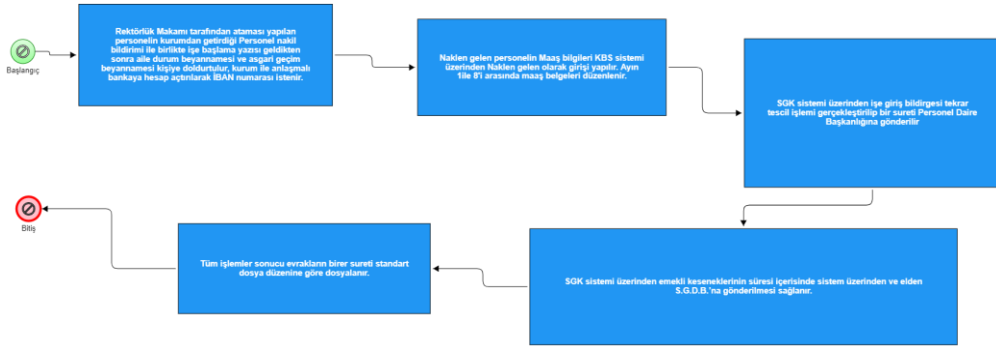 Başlangıç
Rektörlük Makamı tarafından ataması yapılan
personelin kurumdan getirdiği Personel nakil
bildirimi ile birlikte işe başlama yazısı geldikten
sonra aile durum beyannamesi ve asgari geçim
beyannamesi kişiye doldurtulur, kurum ile anlaşmalı
bankaya hesap açtırılarak İBAN numarası istenir.
Naklen gelen personelin Maaş bilgileri KBS sistemi
üzerinden Naklen gelen olarak girişi yapılır. Ayın
1ile 8'i arasında maaş belgeleri düzenlenir.
SGK sistemi üzerinden işe giriş bildirgesi tekrar
tescil işlemi gerçekleştirilip bir sureti Personel Daire
Başkanlığına gönderilir
SGK sistemi üzerinden emekli keseneklerinin süresi içerisinde sistem üzerinden ve elden
S.G.D.B.'na gönderilmesi sağlanır.
Tüm işlemler sonucu evrakların birer sureti standart
dosya düzenine göre dosyalanır.
Bitiş